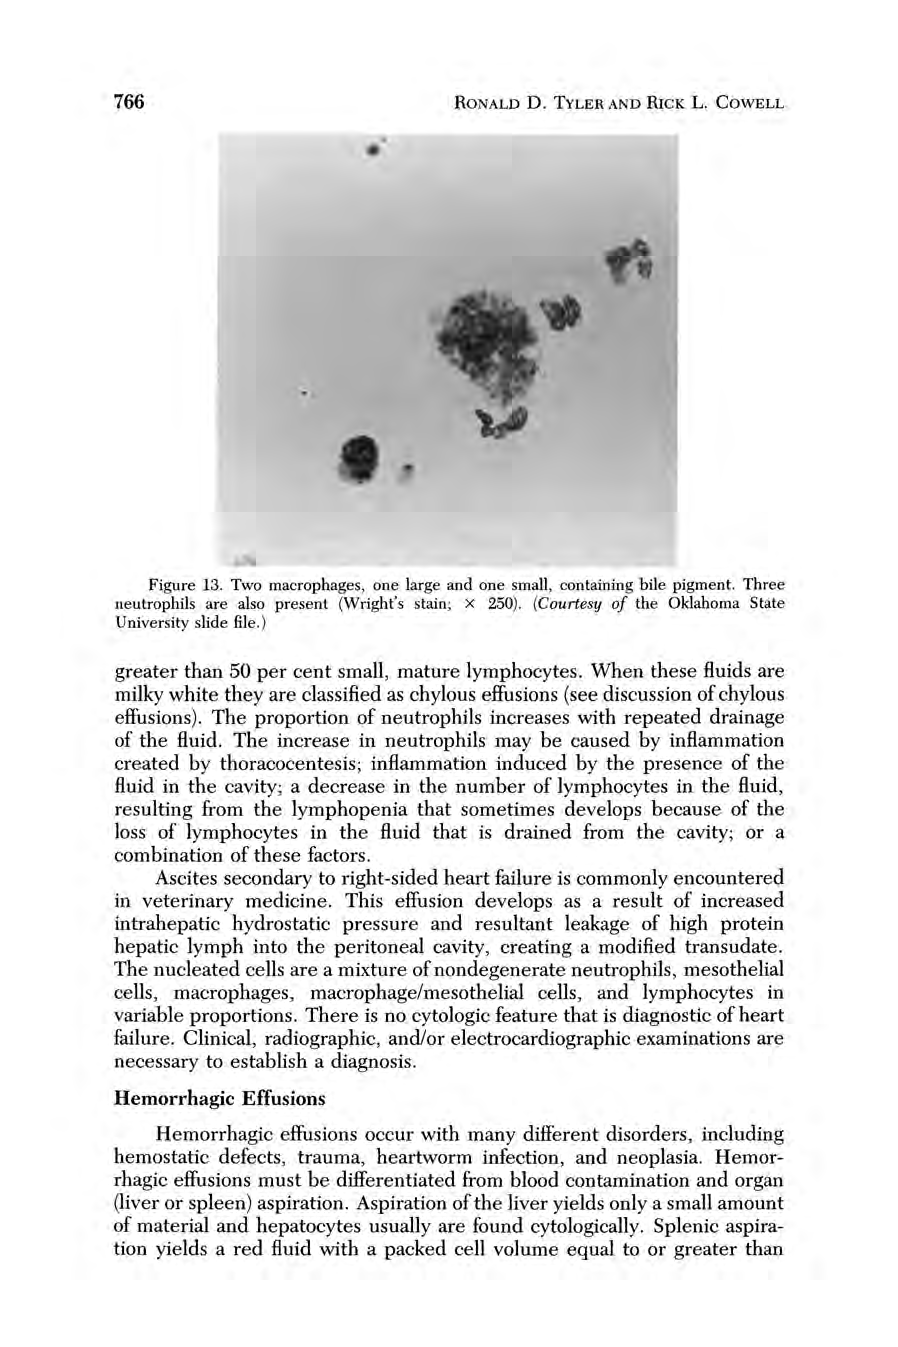 766
RONALD D. TYLER AND RICK L. COWELL
Figure 13. Two macrophages, one large and one small, containing bile pigment. Three
neutrophils are also present (Wright's stain; × 250). (Courtesy of the Oklahoma State
University slide file.)
greater than 50 per cent small, mature lymphocytes. When these fluids are
milky white they are classified as chylous effusions (see discussion of chylous
effusions). The proportion of neutrophils increases with repeated drainage
of the fluid. The increase in neutrophils may be caused by inflammation
created by thoracocentesis; inflammation induced by the presence of the
fluid in the cavity; a decrease in the number of lymphocytes in the fluid,
resulting from the lymphopenia that sometimes develops because of the
loss of lymphocytes in the fluid that is drained from the cavity; or a
combination of these factors.
Ascites secondary to right-sided heart failure is commonly encountered
in veterinary medicine. This effusion develops as a result of increased
intrahepatic hydrostatic pressure and resultant leakage of high protein
hepatic lymph into the peritoneal cavity, creating a modified transudate.
The nucleated cells are a mixture of nondegenerate neutrophils, mesothelial
cells, macrophages, macrophage/mesothelial cells, and lymphocytes in
variable proportions. There is no cytologic feature that is diagnostic of heart
failure. Clinical, radiographic, and/or electrocardiographic examinations are
necessary to establish a diagnosis.
Hemorrhagic Effusions
Hemorrhagic effusions occur with many different disorders, including
hemostatic defects, trauma, heartworm infection, and neoplasia. Hemor-
rhagic effusions must be differentiated from blood contamination and organ
(liver or spleen) aspiration. Aspiration of the liver yields only a small amount
of material and hepatocytes usually are found cytologically. Splenic aspira-
tion yields a red fluid with a packed cell volume equal to or greater than